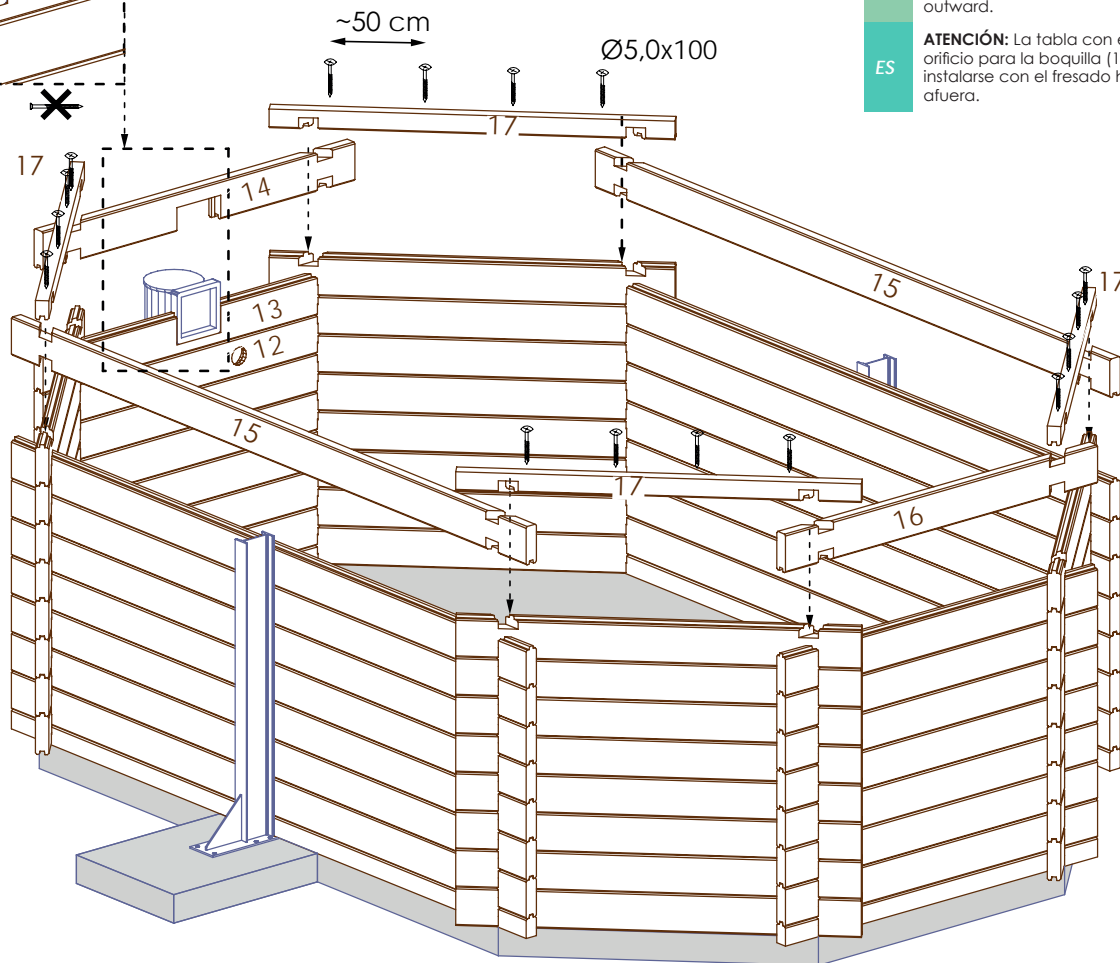 outward.
ES
ATENCIÓN: La tabla con e
orificio para la boquilla (1
instalarse con el fresado h
afuera.
~50 cm
Ø5,0x100
17
17
14
15
17
13
12
15
17
16